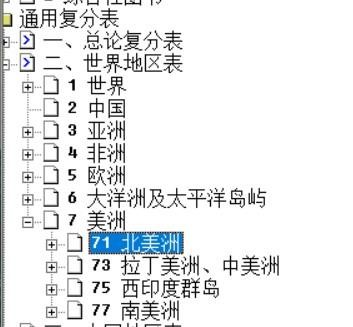 通用复分表
一、总论复分表
二、世界地区表
1 世界
2 中国
3 亚洲
4 非洲
5 欧洲
6 大洋洲及太平洋岛屿
7 美洲
71 北美洲
73 拉丁美洲、中美洲
75 西印度群岛
77 南美洲